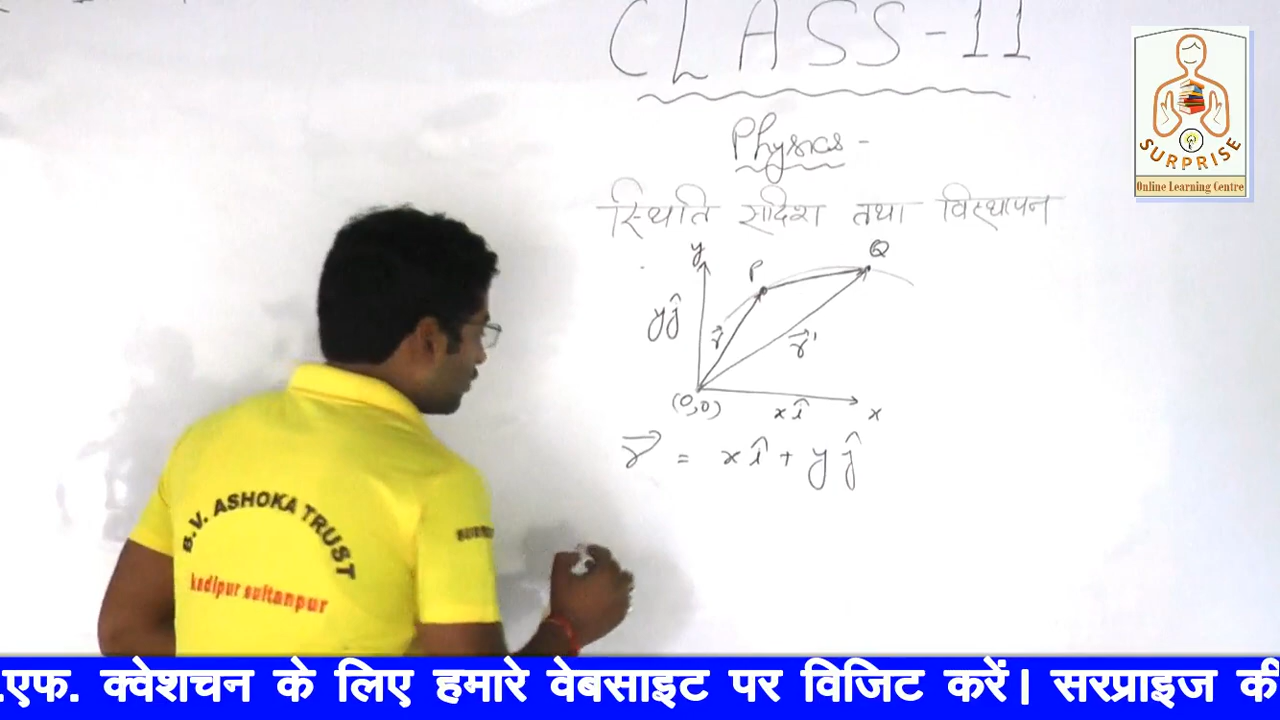 CLASS-11
Physics -
स्थिति सदिश तथा विस्थापन
y
P
Q
yĵ
r⃗
r⃗'
(0,0)
xî
x
r⃗ = xî + yĵ
SURPRISE
Online Learning Centre
B.V. ASHOKA TRUST
kadipur sultanpur
.एफ. क्वेशचन के लिए हमारे वेबसाइट पर विजिट करें| सरप्राइज की